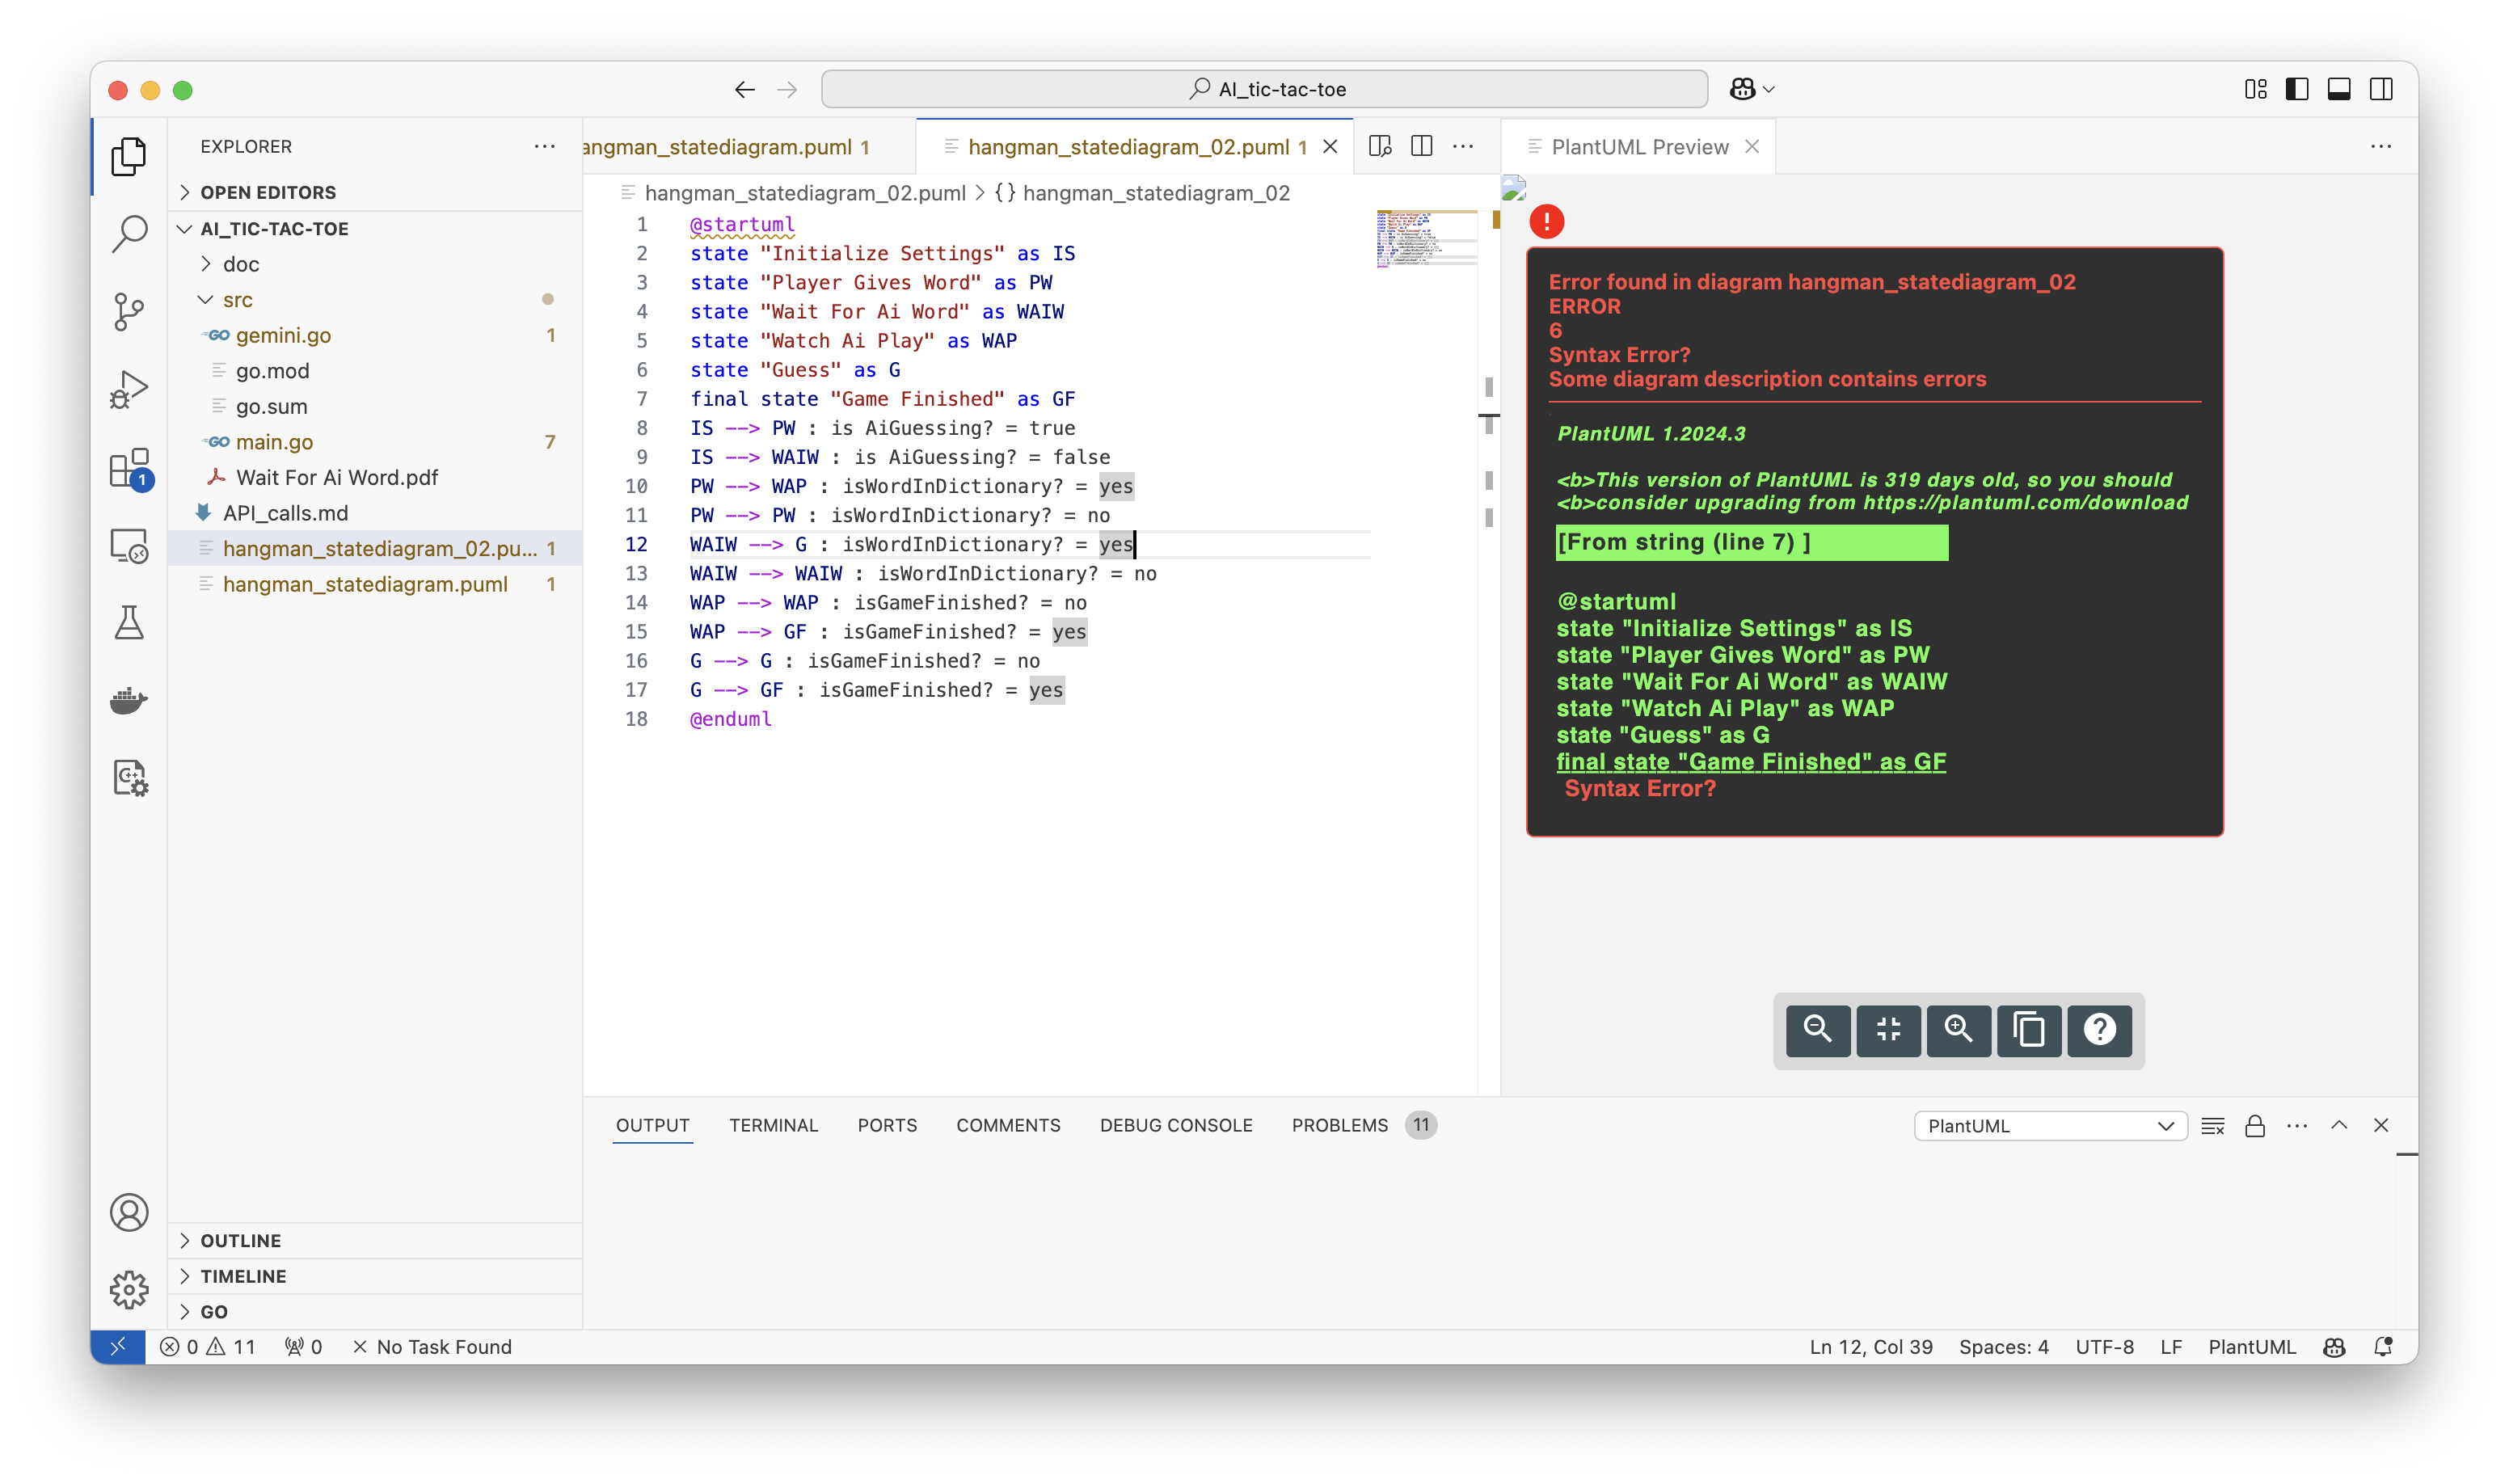 AI_tic-tac-toe
EXPLORER
OPEN EDITORS
AI_TIC-TAC-TOE
doc
src
GO gemini.go 1
go.mod
go.sum
GO main.go 7
Wait For Ai Word.pdf
API_calls.md
hangman_statediagram_02.pu... 1
hangman_statediagram.puml 1
1
OUTLINE
TIMELINE
GO
angman_statediagram.puml 1
hangman_statediagram_02.puml 1
hangman_statediagram_02.puml > {} hangman_statediagram_02
1 @startuml
2 state "Initialize Settings" as IS
3 state "Player Gives Word" as PW
4 state "Wait For Ai Word" as WAIW
5 state "Watch Ai Play" as WAP
6 state "Guess" as G
7 final state "Game Finished" as GF
8 IS --> PW : is AiGuessing? = true
9 IS --> WAIW : is AiGuessing? = false
10 PW --> WAP : isWordInDictionary? = yes
11 PW --> PW : isWordInDictionary? = no
12 WAIW --> G : isWordInDictionary? = yes
13 WAIW --> WAIW : isWordInDictionary? = no
14 WAP --> WAP : isGameFinished? = no
15 WAP --> GF : isGameFinished? = yes
16 G --> G : isGameFinished? = no
17 G --> GF : isGameFinished? = yes
18 @enduml
PlantUML Preview
!
Error found in diagram hangman_statediagram_02
ERROR
6
Syntax Error?
Some diagram description contains errors
PlantUML 1.2024.3
<b>This version of PlantUML is 319 days old, so you should
<b>consider upgrading from https://plantuml.com/download
[From string (line 7) ]
@startuml
state "Initialize Settings" as IS
state "Player Gives Word" as PW
state "Wait For Ai Word" as WAIW
state "Watch Ai Play" as WAP
state "Guess" as G
final state "Game Finished" as GF
Syntax Error?
OUTPUT TERMINAL PORTS COMMENTS DEBUG CONSOLE PROBLEMS 11
PlantUML
0 11 0 No Task Found
Ln 12, Col 39 Spaces: 4 UTF-8 LF PlantUML